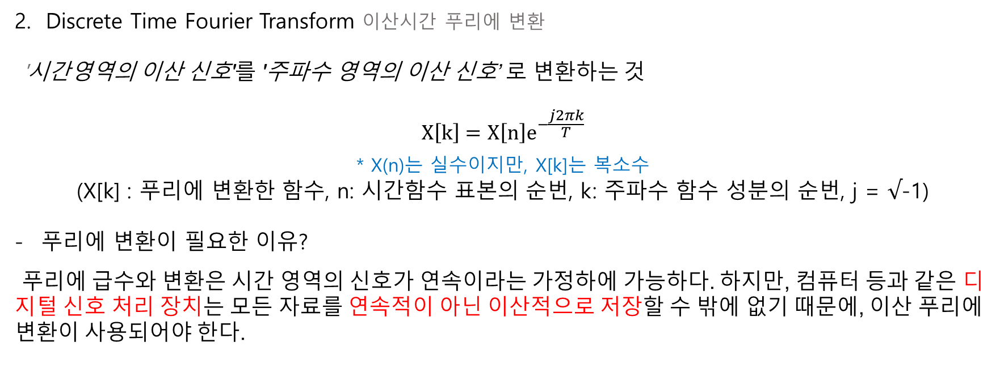 2. Discrete Time Fourier Transform 이산시간 푸리에 변환
'시간영역의 이산 신호'를 '주파수 영역의 이산 신호’ 로 변환하는 것
X[k] = X[n]e^{-\frac{j2πk}{T}}
* X(n)는 실수이지만, X[k]는 복소수
(X[k] : 푸리에 변환한 함수, n: 시간함수 표본의 순번, k: 주파수 함수 성분의 순번, j = √-1)
- 푸리에 변환이 필요한 이유?
푸리에 급수와 변환은 시간 영역의 신호가 연속이라는 가정하에 가능하다. 하지만, 컴퓨터 등과 같은 디
지털 신호 처리 장치는 모든 자료를 연속적이 아닌 이산적으로 저장할 수 밖에 없기 때문에, 이산 푸리에
변환이 사용되어야 한다.